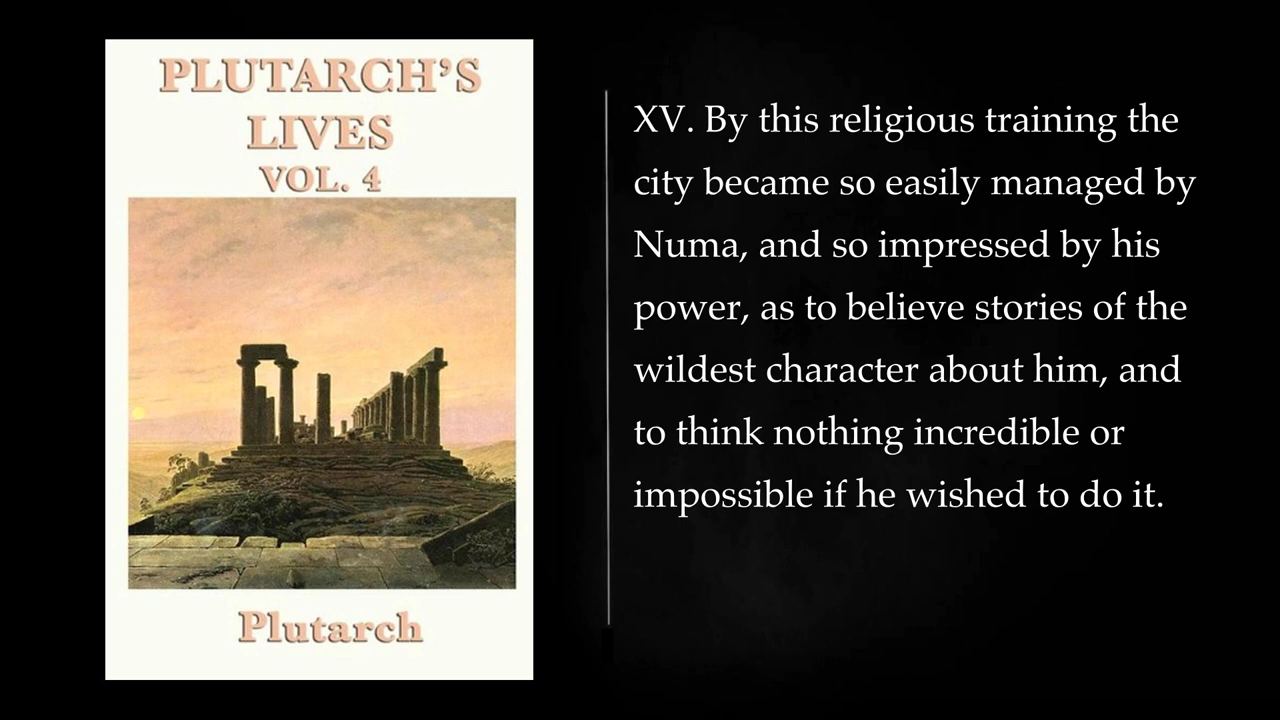 PLUTARCH'S
LIVES
VOL. 4
Plutarch
XV. By this religious training the
city became so easily managed by
Numa, and so impressed by his
power, as to believe stories of the
wildest character about him, and
to think nothing incredible or
impossible if he wished to do it.